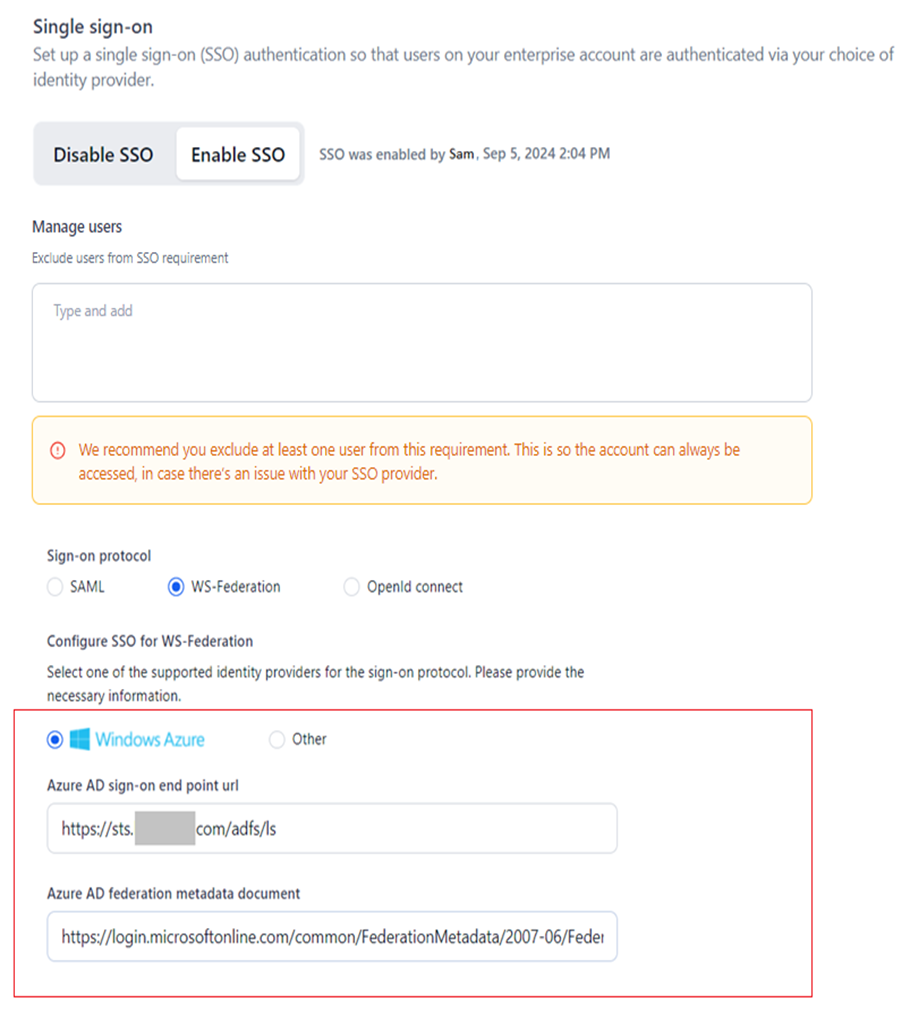 Single sign-on
Set up a single sign-on (SSO) authentication so that users on your enterprise account are authenticated via your choice of
identity provider.
Disable SSO Enable SSO SSO was enabled by Sam, Sep 5, 2024 2:04 PM
Manage users
Exclude users from SSO requirement
Type and add
We recommend you exclude at least one user from this requirement. This is so the account can always be
accessed, in case there's an issue with your SSO provider.
Sign-on protocol
SAML WS-Federation OpenId connect
Configure SSO for WS-Federation
Select one of the supported identity providers for the sign-on protocol. Please provide the
necessary information.
Windows Azure Other
Azure AD sign-on end point url
https://sts. com/adfs/ls
Azure AD federation metadata document
https://login.microsoftonline.com/common/FederationMetadata/2007-06/Feder